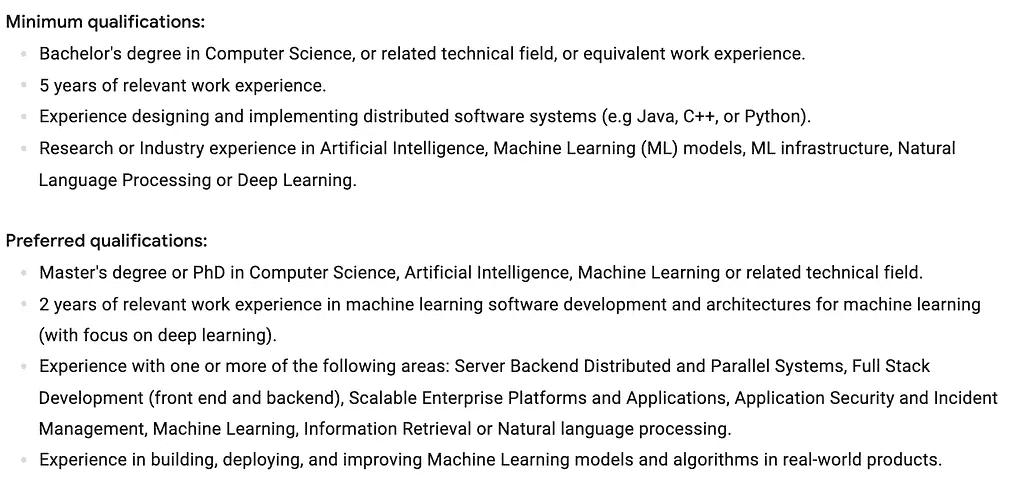 Minimum qualifications:
Bachelor's degree in Computer Science, or related technical field, or equivalent work experience.
5 years of relevant work experience.
Experience designing and implementing distributed software systems (e.g Java, C++, or Python).
Research or Industry experience in Artificial Intelligence, Machine Learning (ML) models, ML infrastructure, Natural
Language Processing or Deep Learning.
Preferred qualifications:
Master's degree or PhD in Computer Science, Artificial Intelligence, Machine Learning or related technical field.
2 years of relevant work experience in machine learning software development and architectures for machine learning
(with focus on deep learning).
Experience with one or more of the following areas: Server Backend Distributed and Parallel Systems, Full Stack
Development (front end and backend), Scalable Enterprise Platforms and Applications, Application Security and Incident
Management, Machine Learning, Information Retrieval or Natural language processing.
Experience in building, deploying, and improving Machine Learning models and algorithms in real-world products.